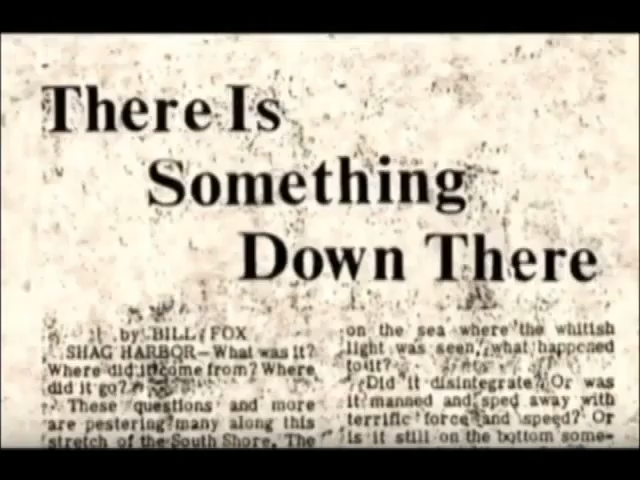 There Is
Something
Down There
by BILL FOX
SHAG HARBOR—What was it?
Where did it come from? Where
did it go?
These questions and more
are pestering many along this
stretch of the South Shore. The
on the sea where the whitish
light was seen, what happened
to it?
Did it disintegrate? Or was
it manned and sped away with
terrific force and speed? Or
is it still on the bottom some-